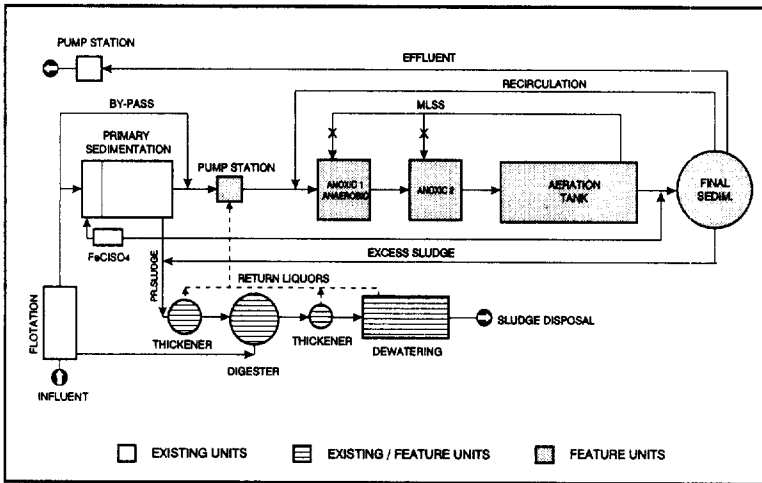 PUMP STATION
EFFLUENT
RECIRCULATION
BY-PASS
MLSS
PRIMARY
SEDIMENTATION
PUMP STATION
ANOXIC 1
ANAEROBIC
ANOXIC 2
AERATION
TANK
FINAL
SEDIM.
FeClSO4
EXCESS SLUDGE
PR.SLUDGE
RETURN LIQUORS
FLOTATION
THICKENER
DIGESTER
THICKENER
DEWATERING
SLUDGE DISPOSAL
INFLUENT
EXISTING UNITS
EXISTING / FEATURE UNITS
FEATURE UNITS